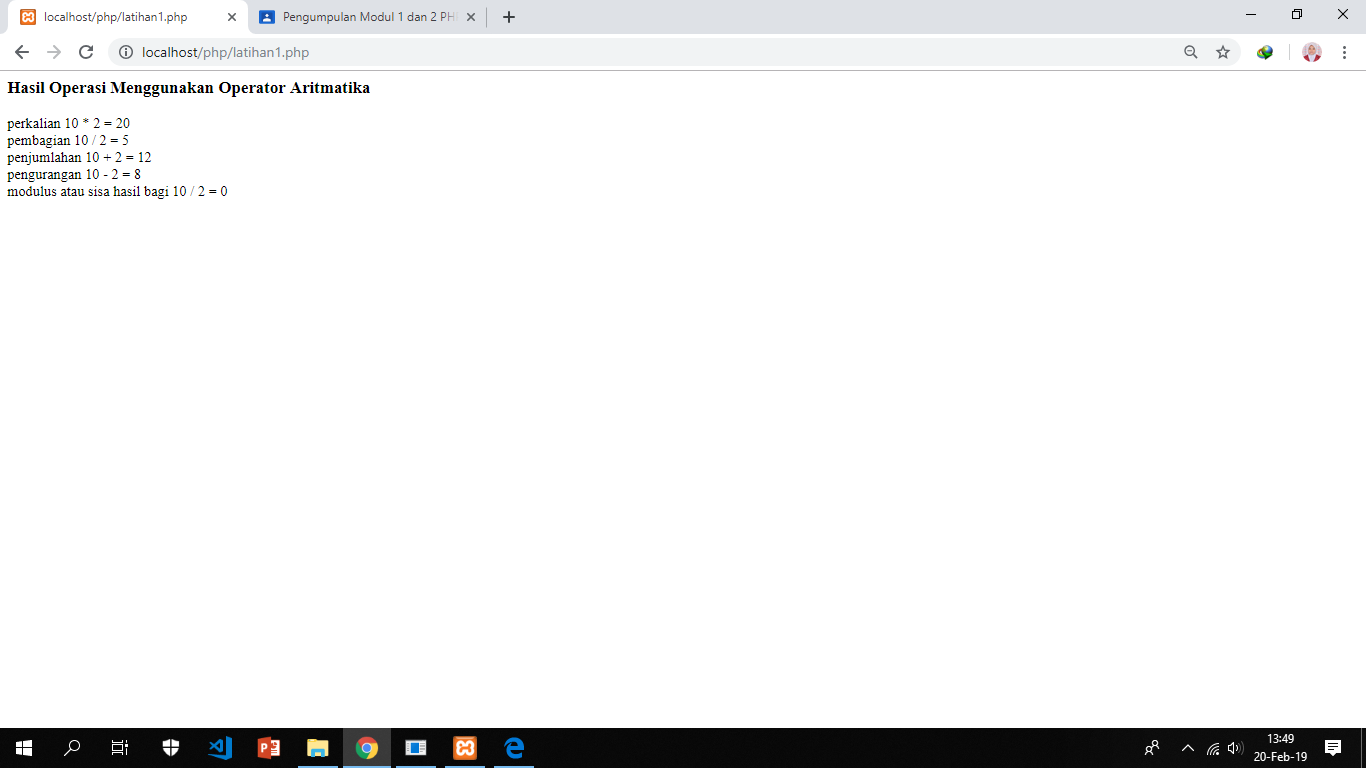 localhost/php/latihan1.php
Pengumpulan Modul 1 dan 2 PH
localhost/php/latihan1.php
Hasil Operasi Menggunakan Operator Aritmatika
perkalian 10 * 2 = 20
pembagian 10 / 2 = 5
penjumlahan 10 + 2 = 12
pengurangan 10 - 2 = 8
modulus atau sisa hasil bagi 10 / 2 = 0
13:49
20-Feb-19